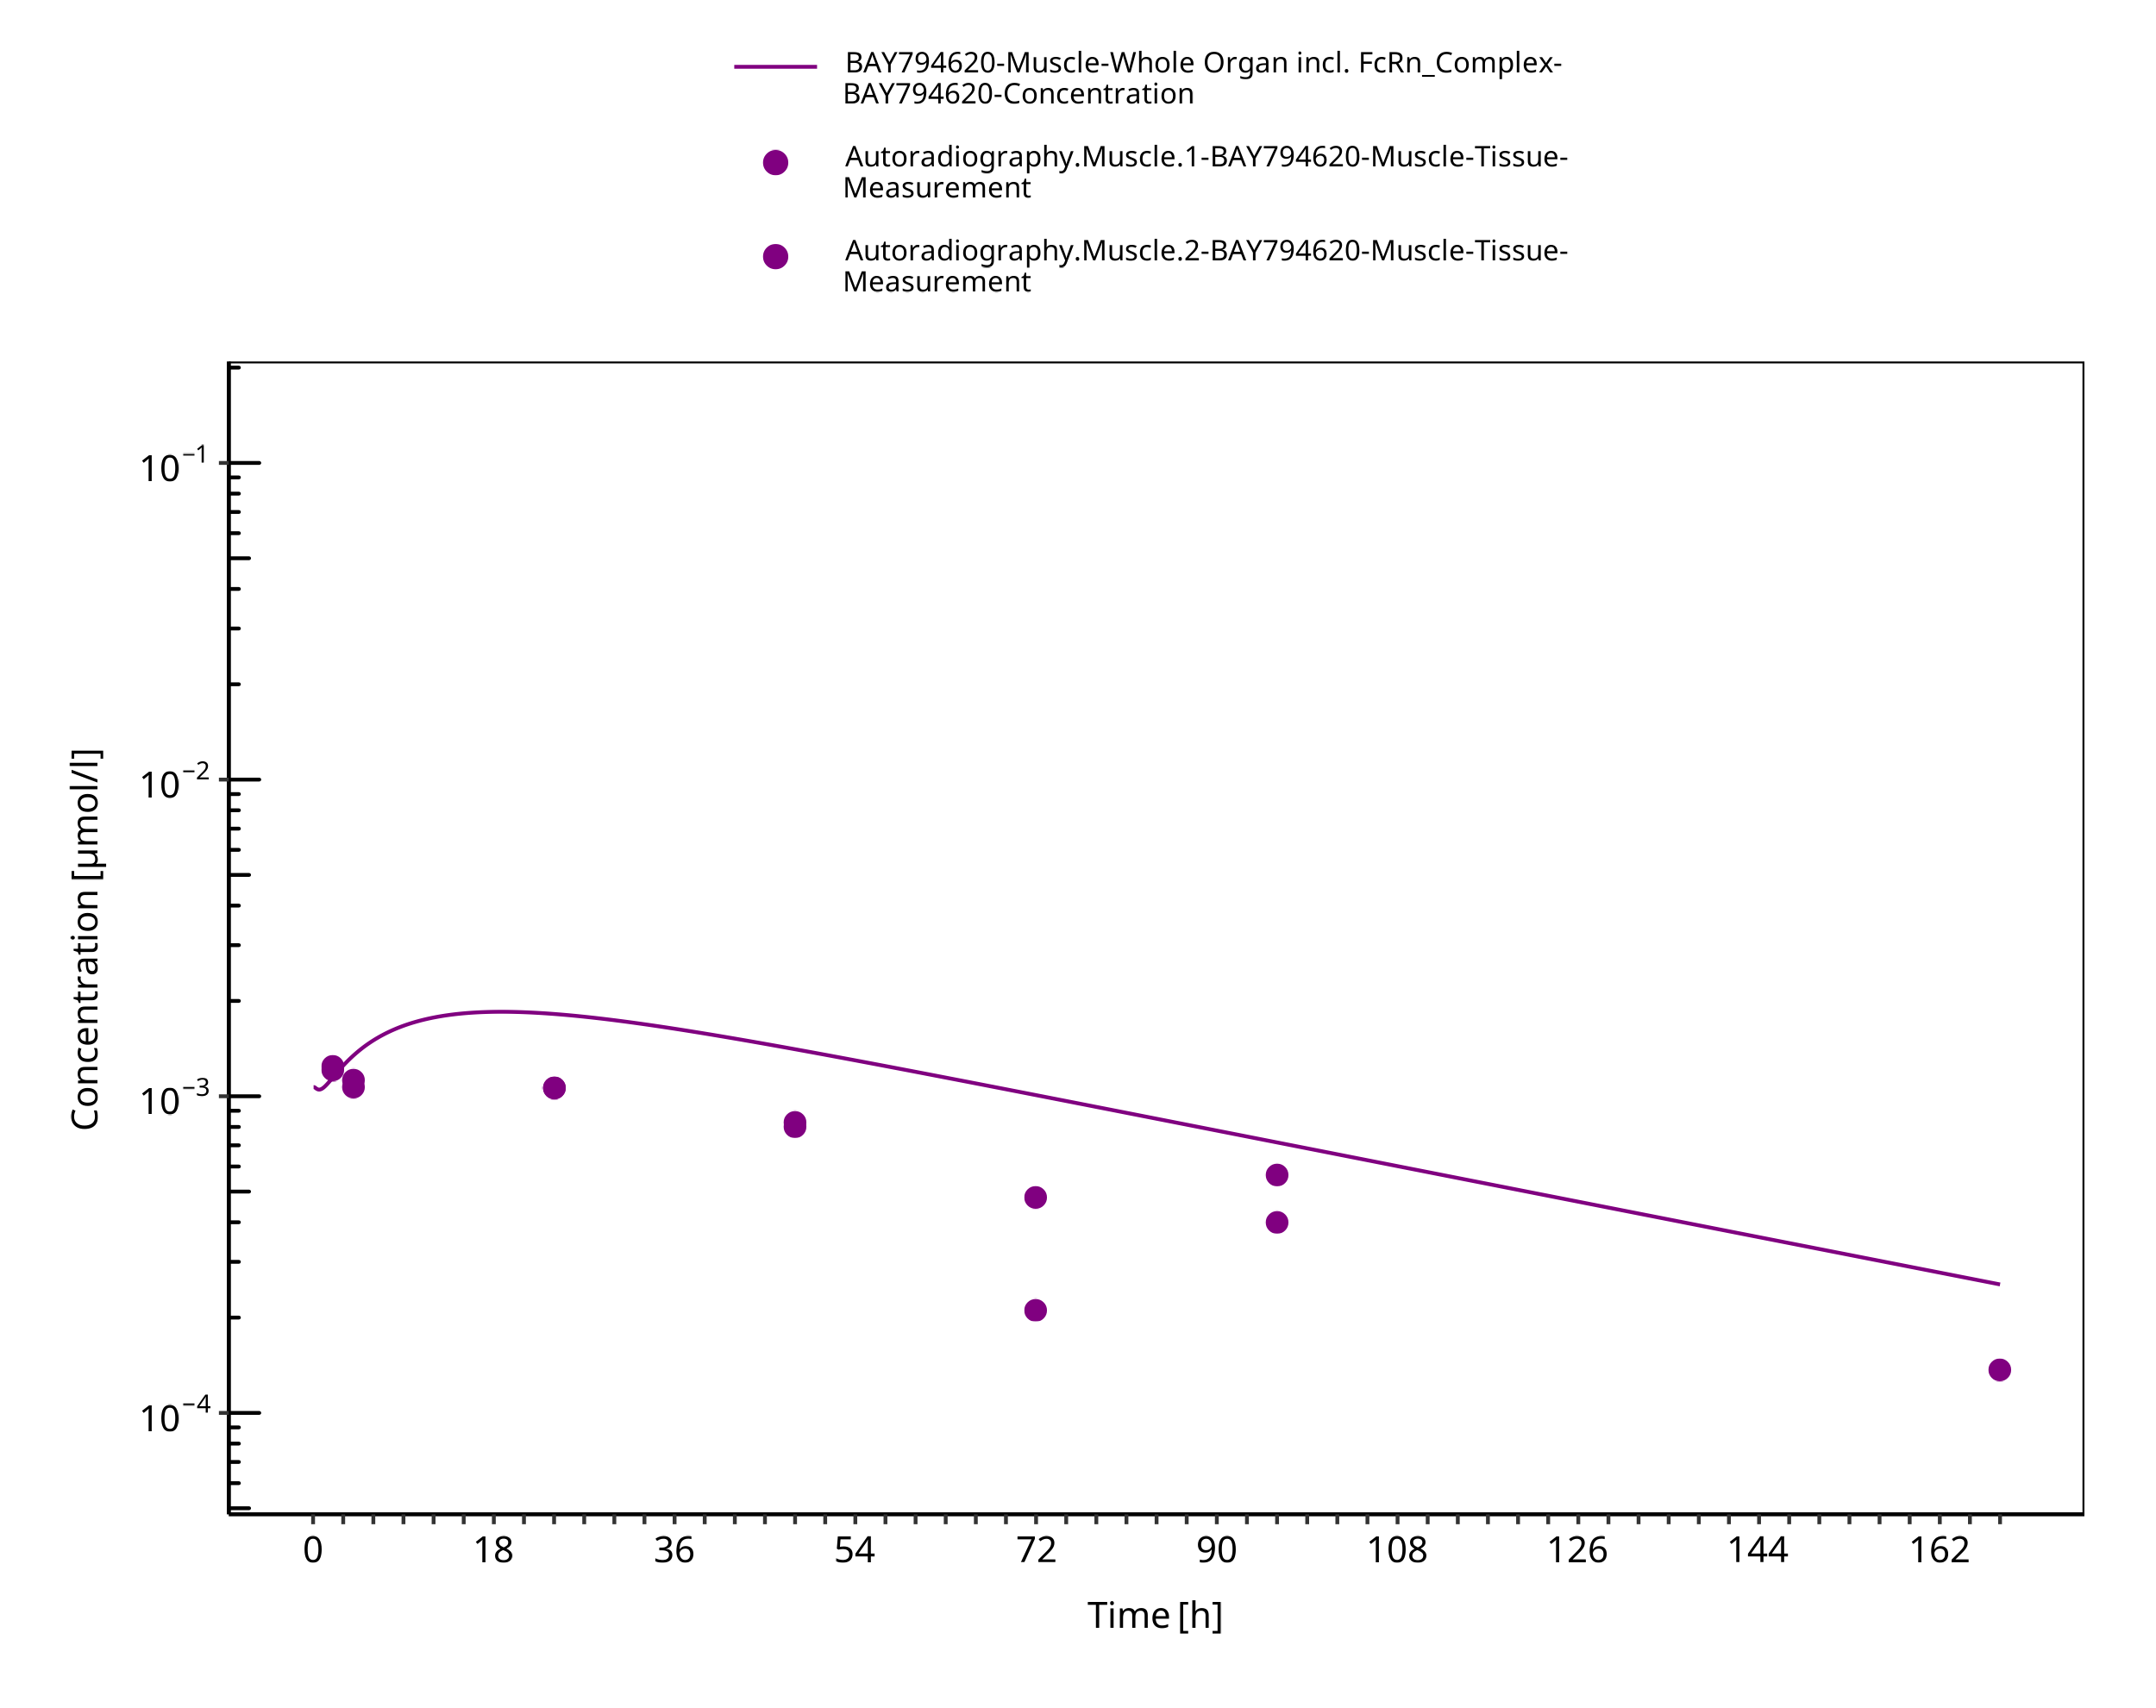 BAY794620-Muscle-Whole Organ incl. FcRn_Complex-
BAY794620-Concentration
Autoradiography.Muscle.1-BAY794620-Muscle-Tissue-
Measurement
Autoradiography.Muscle.2-BAY794620-Muscle-Tissue-
Measurement
10⁻¹
10⁻²
10⁻³
10⁻⁴
Concentration [µmol/l]
0 18 36 54 72 90 108 126 144 162
Time [h]